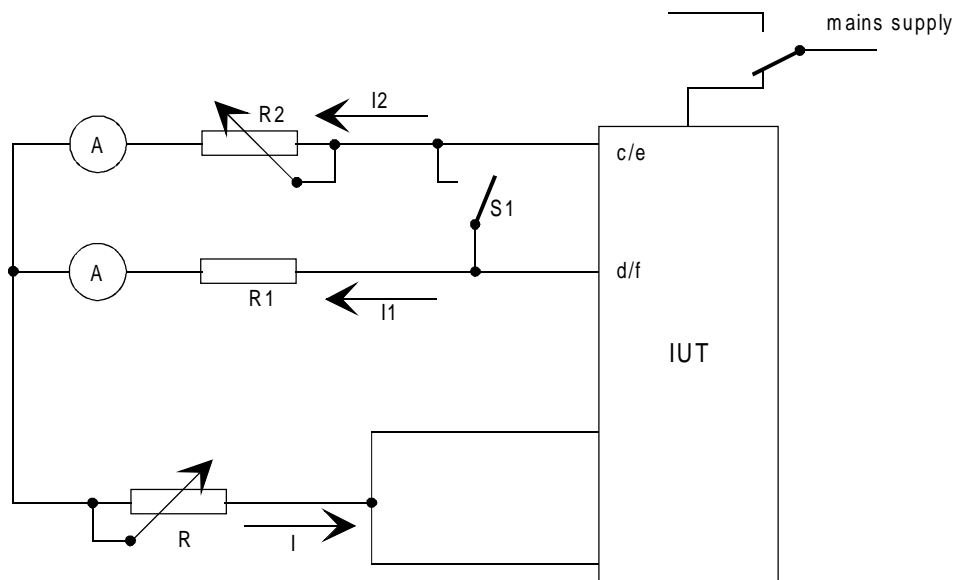 mains supply
I2
R2
A
c/e
S1
A
d/f
R1
I1
IUT
R
I